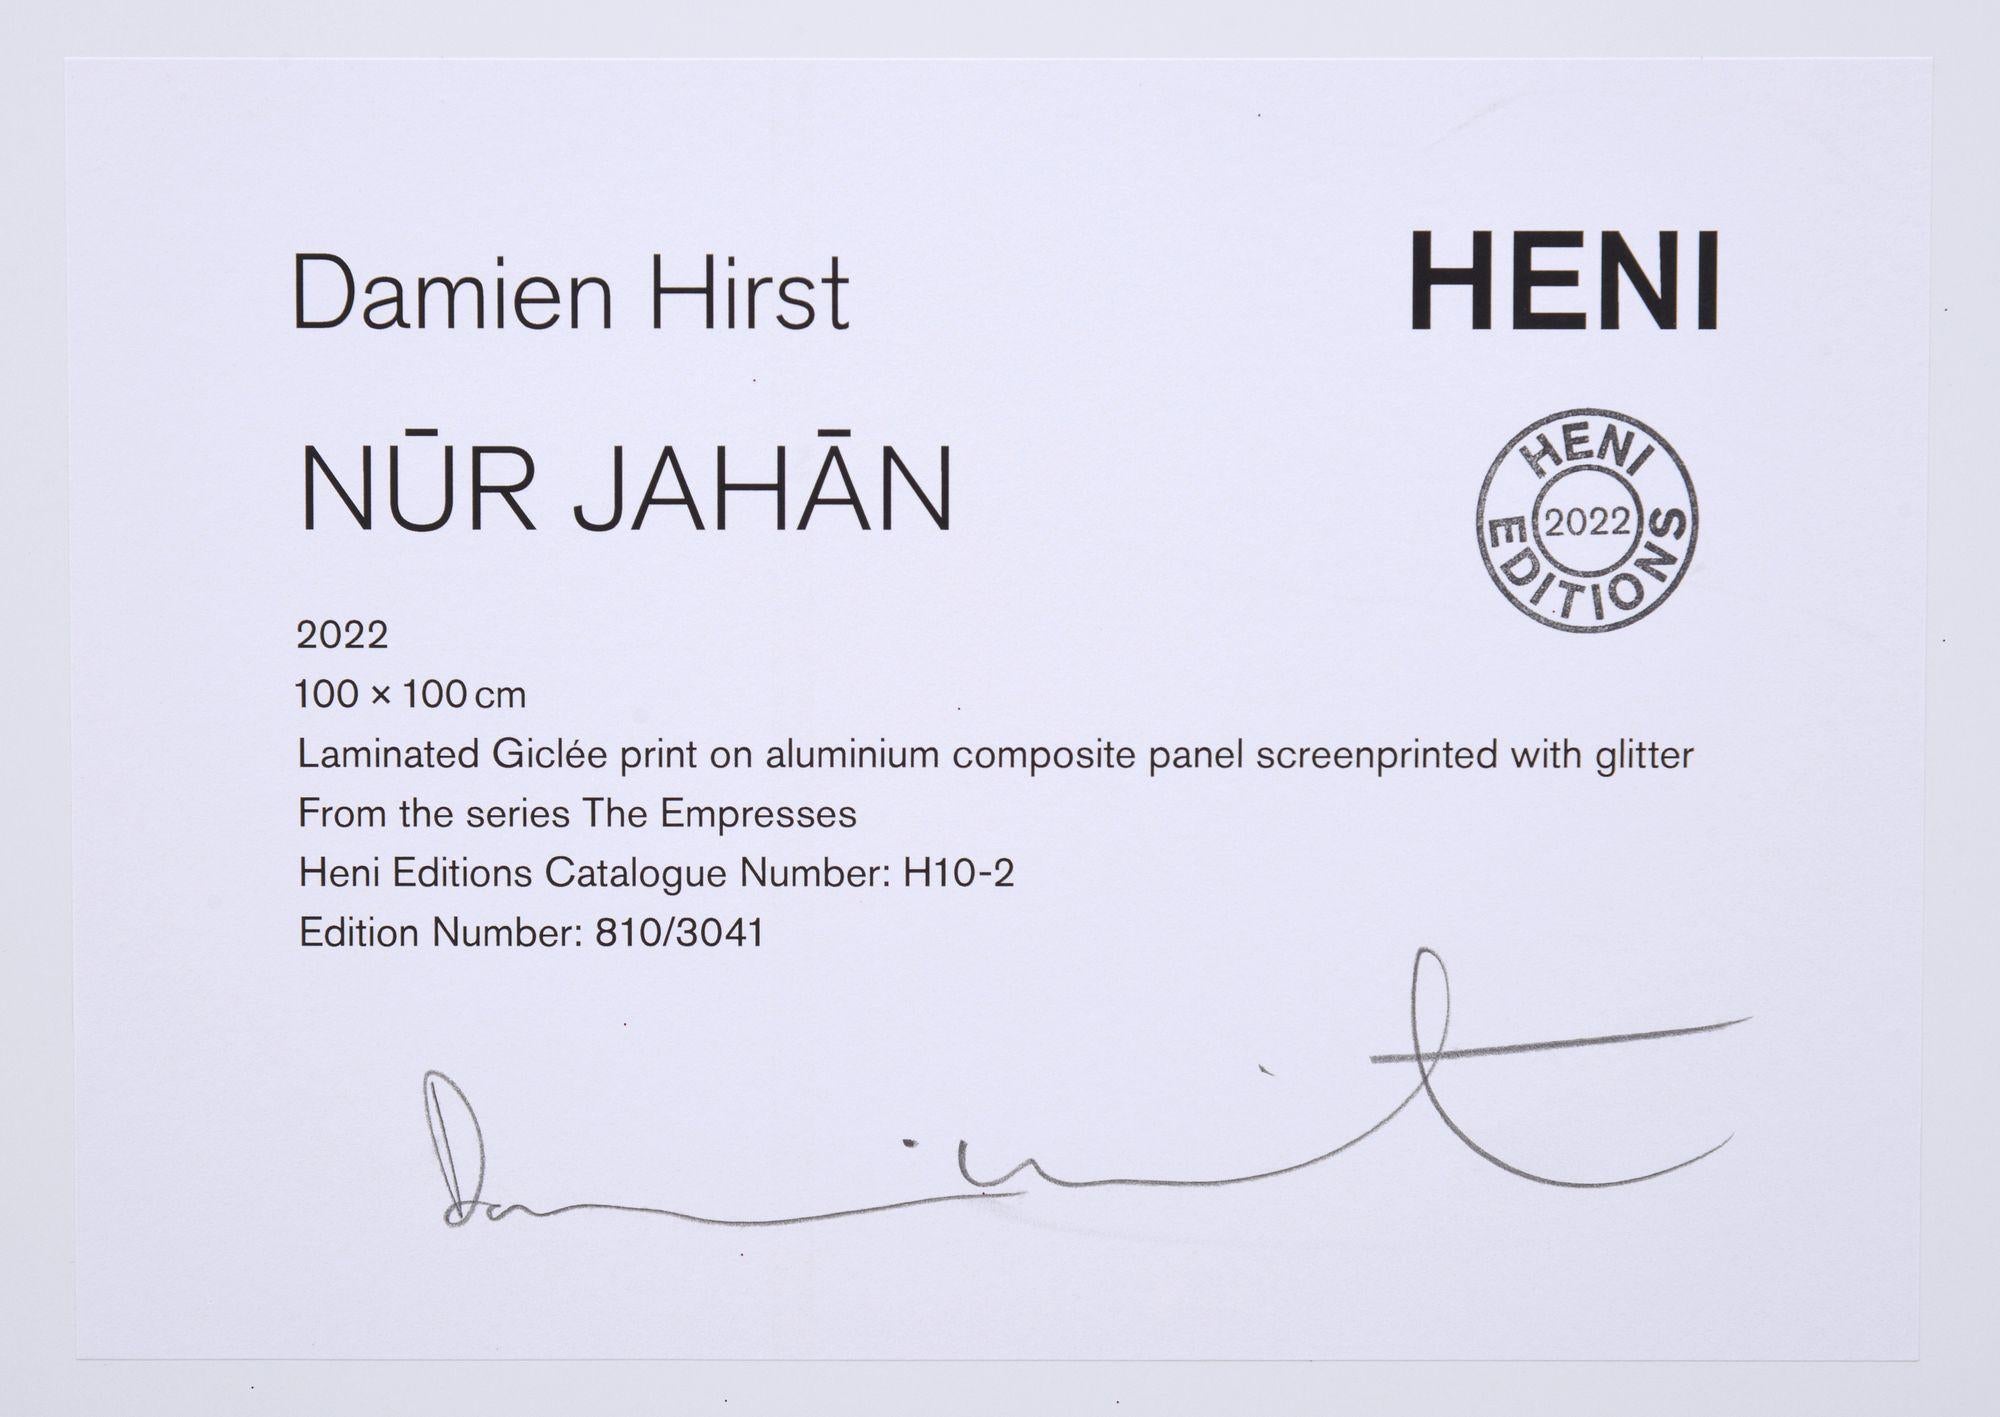 Damien Hirst
HENI
NŪR JAHĀN
HENI
2022
EDITIONS
2022
100 × 100 cm
Laminated Giclée print on aluminium composite panel screenprinted with glitter
From the series The Empresses
Heni Editions Catalogue Number: H10-2
Edition Number: 810/3041